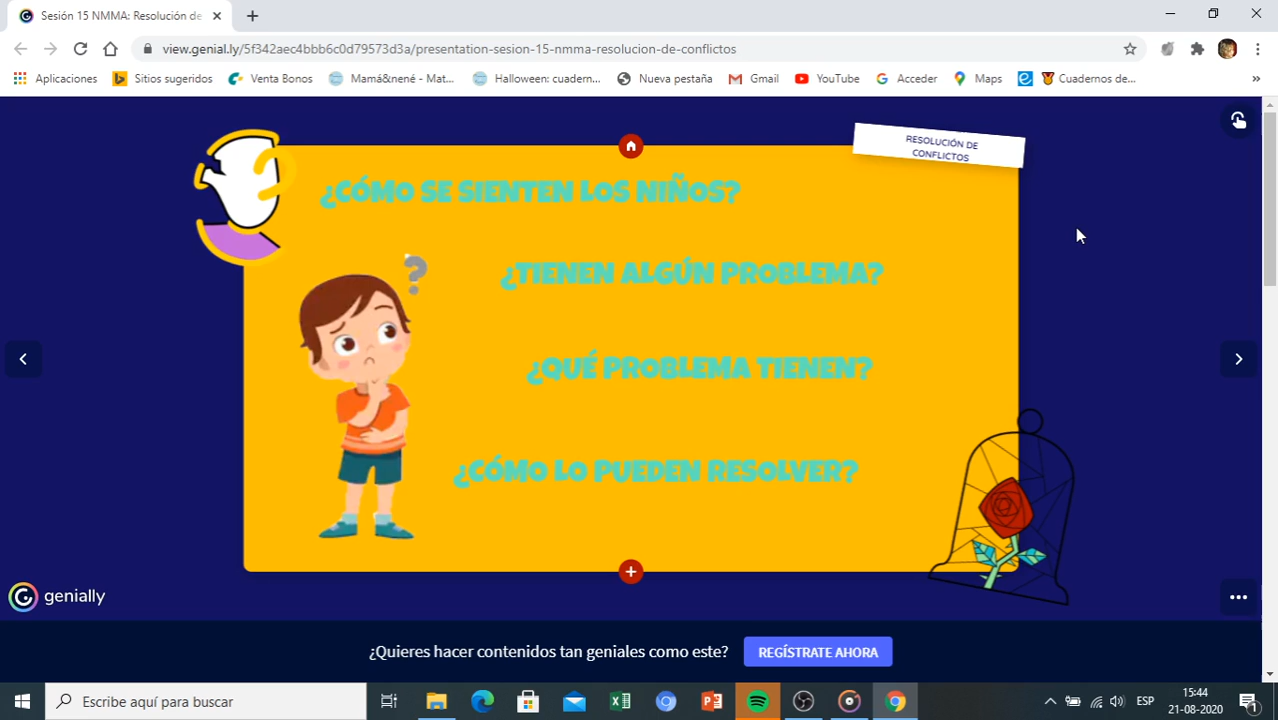 Sesión 15 NMMA: Resolución de
view.genial.ly/5f342aec4bbb6c0d79573d3a/presentation-sesion-15-nmma-resolucion-de-conflictos
Aplicaciones Sitios sugeridos Venta Bonos Mamá&nené - Mat... Halloween: cuadern... Nueva pestaña Gmail YouTube Acceder Maps Cuadernos de... »
RESOLUCIÓN DE
CONFLICTOS
¿CÓMO SE SIENTEN LOS NIÑOS?
¿TIENEN ALGÚN PROBLEMA?
¿QUÉ PROBLEMA TIENEN?
¿CÓMO LO PUEDEN RESOLVER?
genially
¿Quieres hacer contenidos tan geniales como este? REGÍSTRATE AHORA
Escribe aquí para buscar
ESP
15:44
21-08-2020